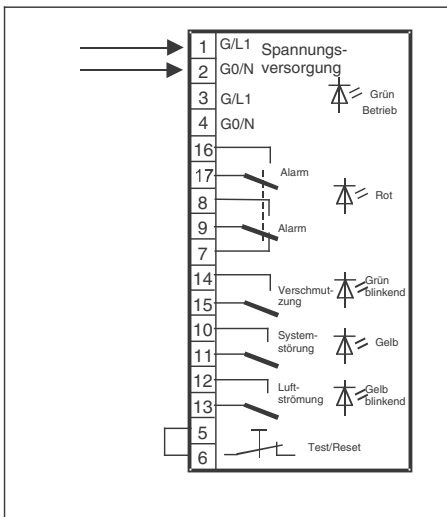 1 G/L1 Spannungs-
2 G0/N versorgung
3 G/L1 Grün
4 G0/N Betrieb
16
17 Alarm
8 Rot
9 Alarm
7
14 Verschmut- Grün
15 zung blinkend
10 System-
11 störung Gelb
12 Luft- Gelb
13 strömung blinkend
5
6 Test/Reset